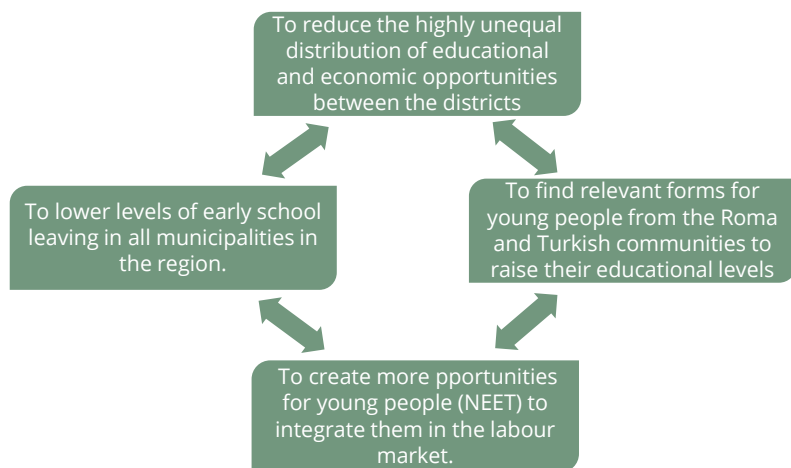 To reduce the highly unequal
distribution of educational
and economic opportunities
between the districts
To lower levels of early school
leaving in all municipalities in
the region.
To find relevant forms for
young people from the Roma
and Turkish communities to
raise their educational levels
To create more pportunities
for young people (NEET) to
integrate them in the labour
market.